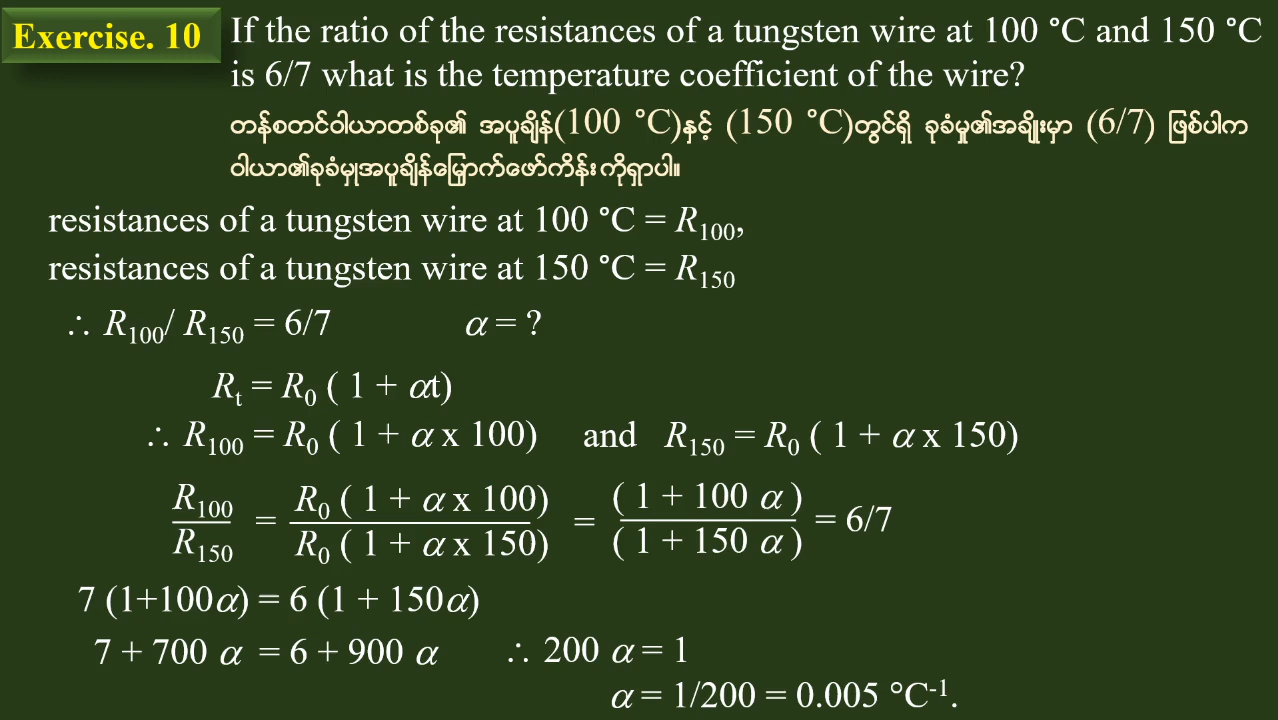 Exercise. 10
If the ratio of the resistances of a tungsten wire at 100 °C and 150 °C
is 6/7 what is the temperature coefficient of the wire?
တန်စတင်ဝါယာတစ်ခု၏ အပူချိန်(100 °C)နှင့် (150 °C)တွင်ရှိ ခုခံမှု၏အချိုးမှာ (6/7) ဖြစ်ပါက
ဝါယာ၏ခုခံမှုအပူချိန်မြှောက်ဖော်ကိန်းကိုရှာပါ။
resistances of a tungsten wire at 100 °C = R₁₀₀,
resistances of a tungsten wire at 150 °C = R₁₅₀
∴ R₁₀₀/ R₁₅₀ = 6/7 α = ?
Rₜ = R₀ ( 1 + αt)
∴ R₁₀₀ = R₀ ( 1 + α x 100) and R₁₅₀ = R₀ ( 1 + α x 150)
R₁₀₀/R₁₅₀ = R₀ ( 1 + α x 100)/R₀ ( 1 + α x 150) = ( 1 + 100 α )/( 1 + 150 α ) = 6/7
7 (1+100α) = 6 (1 + 150α)
7 + 700 α = 6 + 900 α ∴ 200 α = 1
α = 1/200 = 0.005 °C⁻¹.